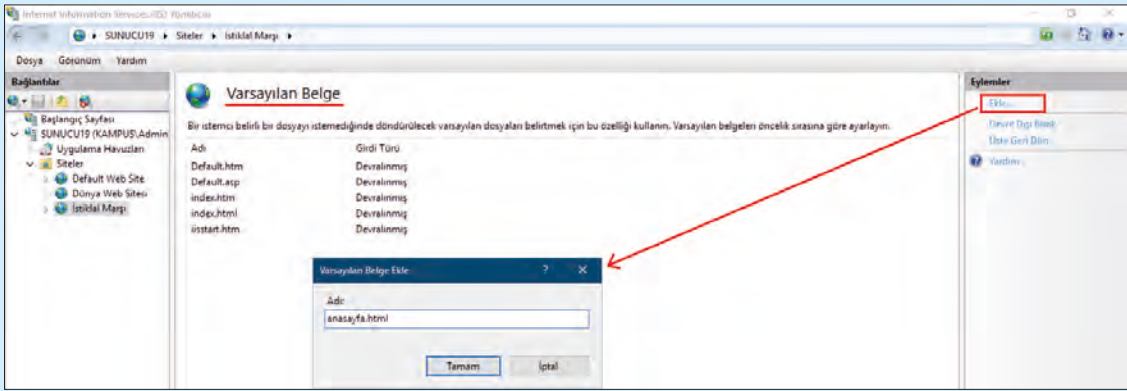 Internet Information Services (IIS) Yöneticisi
SUNUCU19 Siteler İstiklal Marşı
Dosya Görünüm Yardım
Bağlantılar
Başlangıç Sayfası
SUNUCU19 (KAMPUS\Admin
Uygulama Havuzları
Siteler
Default Web Site
Dünya Web Sitesi
İstiklal Marşı
Varsayılan Belge
Bir istemci belirli bir dosyayı istemediğinde döndürülecek varsayılan dosyaları belirtmek için bu özelliği kullanın. Varsayılan belgeleri öncelik sırasına göre ayarlayın.
Adı Girdi Türü
Default.htm Devralınmış
Default.asp Devralınmış
index.htm Devralınmış
index.html Devralınmış
iisstart.htm Devralınmış
Varsayılan Belge Ekle ?
Adı:
anasayfa.html
Tamam İptal
Eylemler
Ekle...
Devre Dışı Bırak
Üste Geri Dön
Yardım